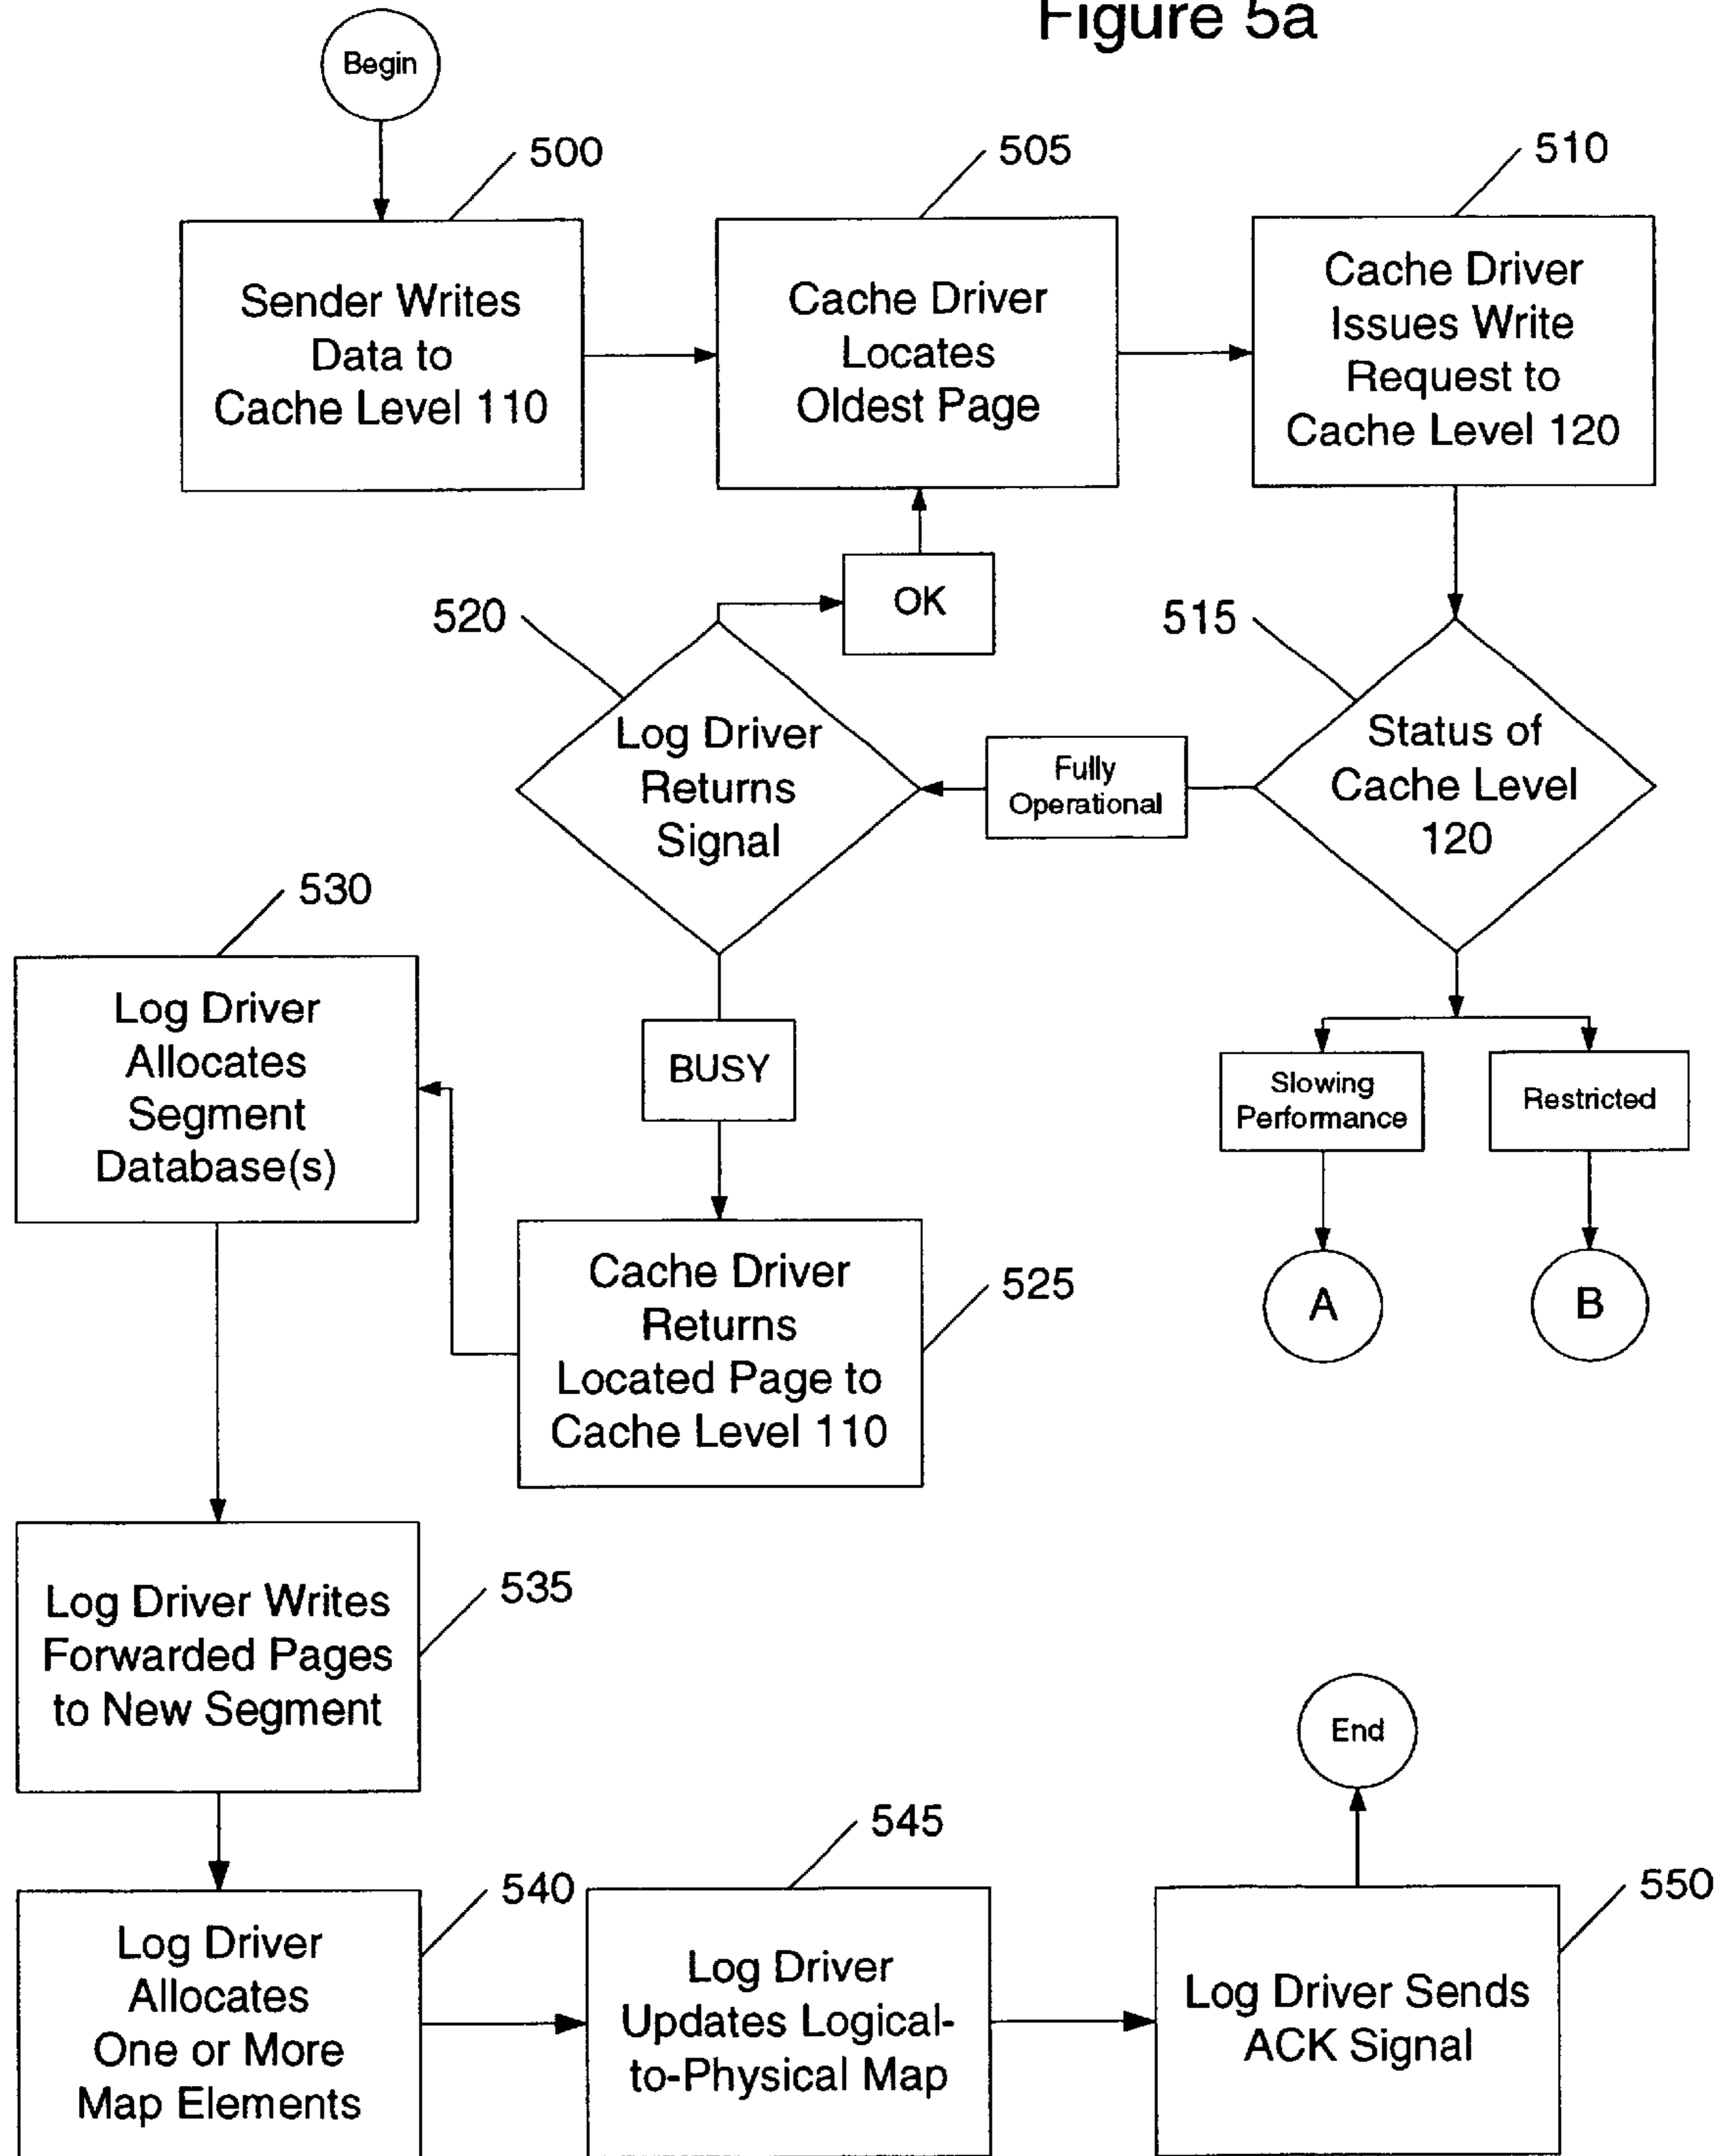 Figure 5a
Begin
500
505
510
Sender Writes
Data to
Cache Level 110
Cache Driver
Locates
Oldest Page
Cache Driver
Issues Write
Request to
Cache Level 120
OK
520
515
Log Driver
Returns
Signal
Fully
Operational
Status of
Cache Level
120
530
Log Driver
Allocates
Segment
Database(s)
BUSY
Slowing
Performance
Restricted
Cache Driver
Returns
Located Page to
Cache Level 110
525
A
B
Log Driver Writes
Forwarded Pages
to New Segment
535
End
545
540
550
Log Driver
Allocates
One or More
Map Elements
Log Driver
Updates Logical-
to-Physical Map
Log Driver Sends
ACK Signal